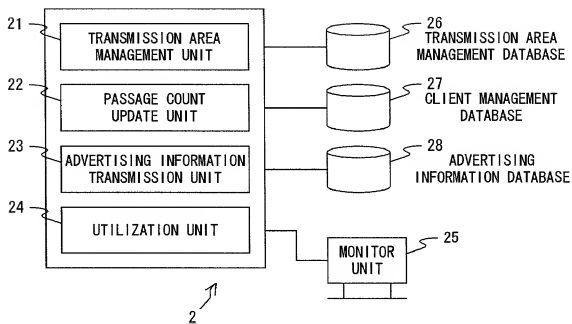 21
TRANSMISSION AREA
MANAGEMENT UNIT
22
PASSAGE COUNT
UPDATE UNIT
23
ADVERTISING INFORMATION
TRANSMISSION UNIT
24
UTILIZATION UNIT
26
TRANSMISSION AREA
MANAGEMENT DATABASE
27
CLIENT MANAGEMENT
DATABASE
28
ADVERTISING
INFORMATION DATABASE
MONITOR
UNIT
25
2